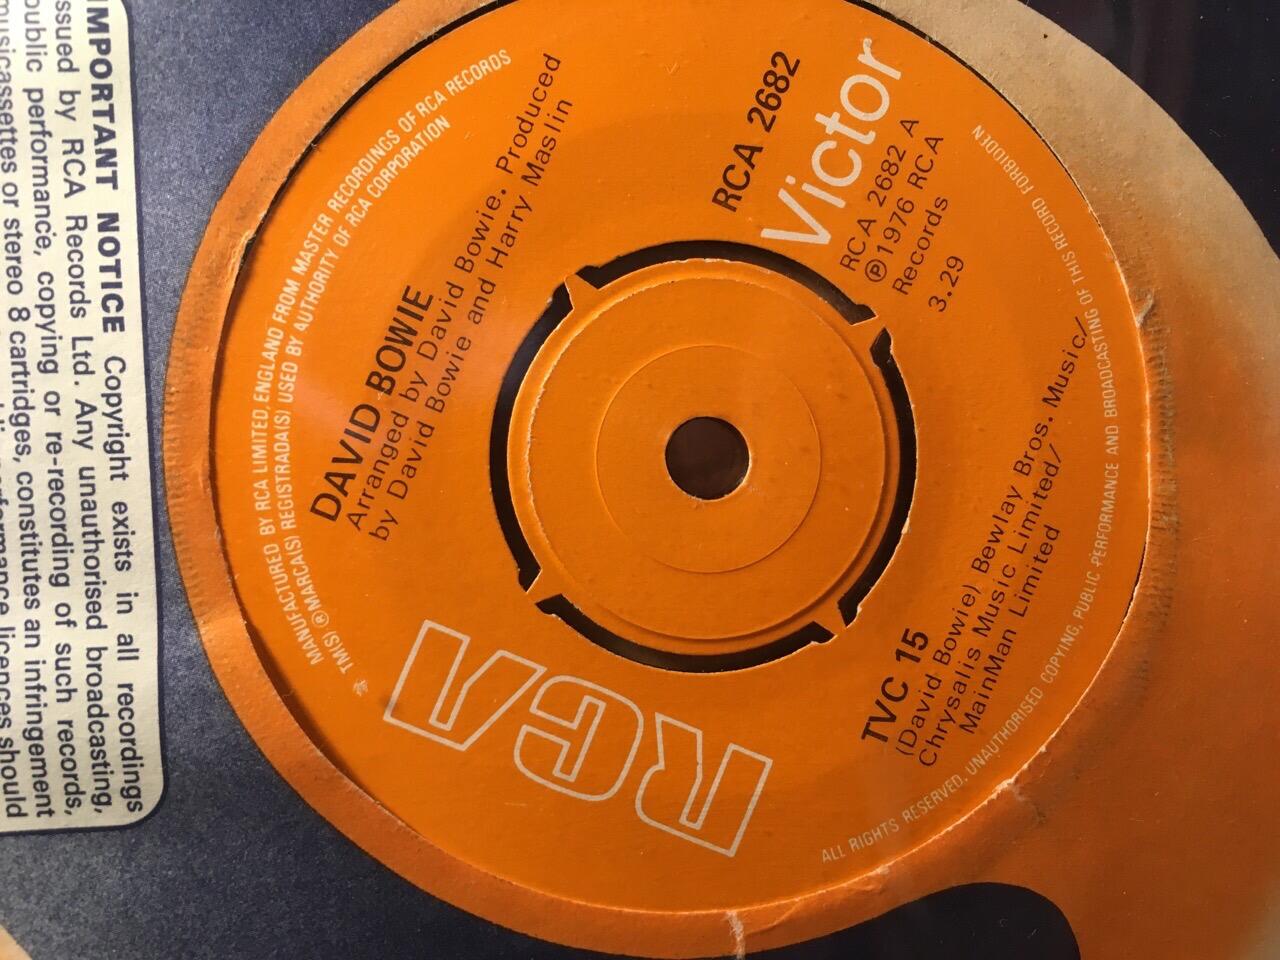 IMPORTANT NOTICE Copyright exists in all recordings
issued by RCA Records Ltd. Any unauthorised broadcasting,
public performance, copying or re-recording of such records,
musicassettes or stereo 8 cartridges, constitutes an infringement
licences should
MANUFACTURED BY RCA LIMITED, ENGLAND FROM MASTER RECORDINGS OF RCA RECORDS
TM(S) ® MARCA(S) REGISTRADA(S) USED BY AUTHORITY OF RCA CORPORATION
RCA
Victor
RCA 2682
RCA 2682 A
℗1976 RCA
Records
3.29
TVC 15
(David Bowie) Bewlay Bros. Music/
Chrysalis Music Limited/
MainMan Limited
DAVID BOWIE
Arranged by David Bowie. Produced
by David Bowie and Harry Maslin
ALL RIGHTS RESERVED. UNAUTHORISED COPYING, PUBLIC PERFORMANCE AND BROADCASTING OF THIS RECORD FORBIDDEN